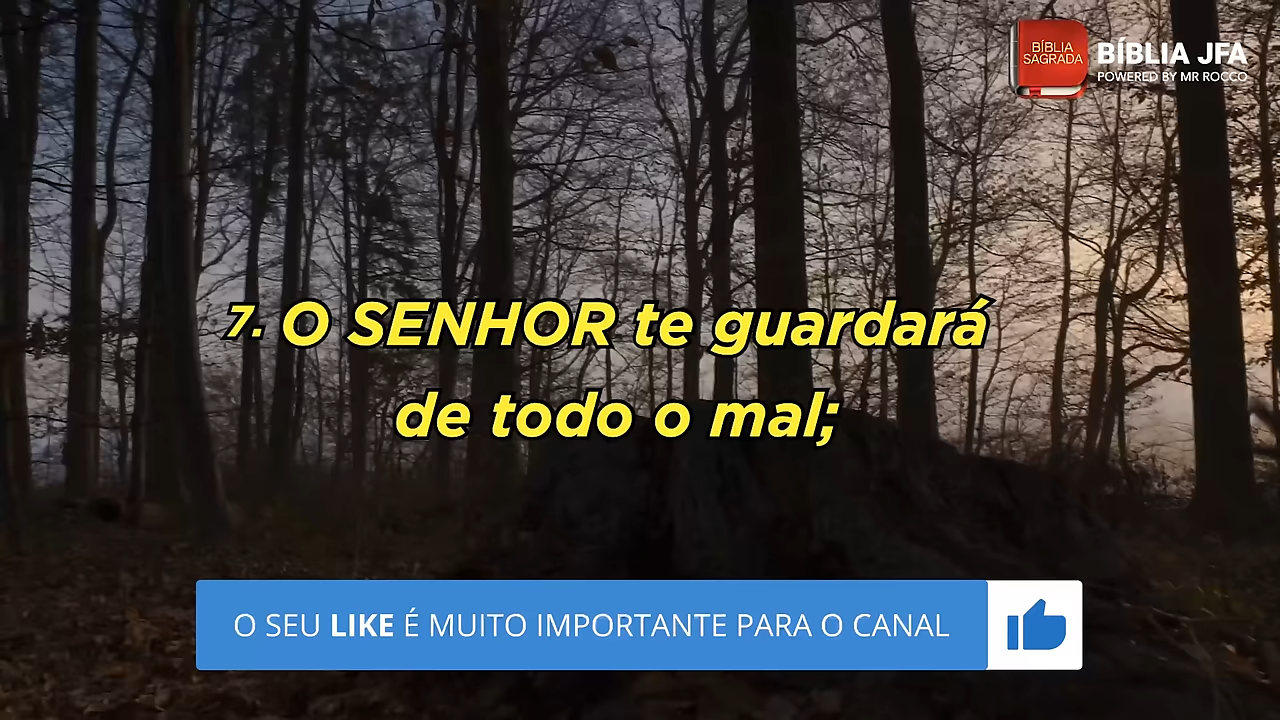 BÍBLIA
SAGRADA
BÍBLIA JFA
POWERED BY MR ROCCO
7. O SENHOR te guardará
de todo o mal;
O SEU LIKE É MUITO IMPORTANTE PARA O CANAL